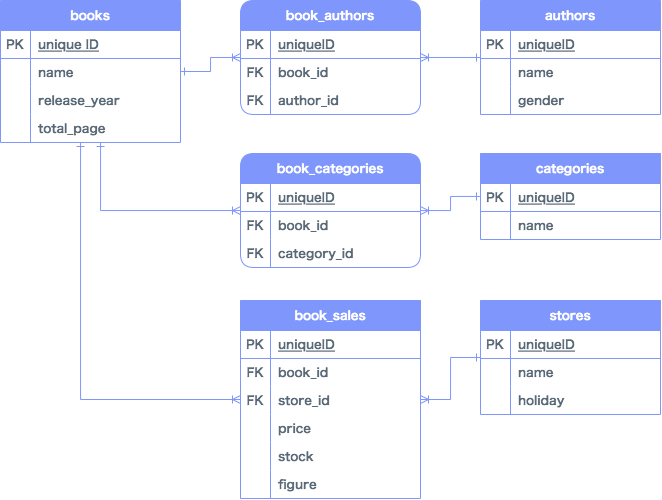 books
PK unique ID
name
release_year
total_page
book_authors
PK uniqueID
FK book_id
FK author_id
authors
PK uniqueID
name
gender
book_categories
PK uniqueID
FK book_id
FK category_id
categories
PK uniqueID
name
book_sales
PK uniqueID
FK book_id
FK store_id
price
stock
figure
stores
PK uniqueID
name
holiday